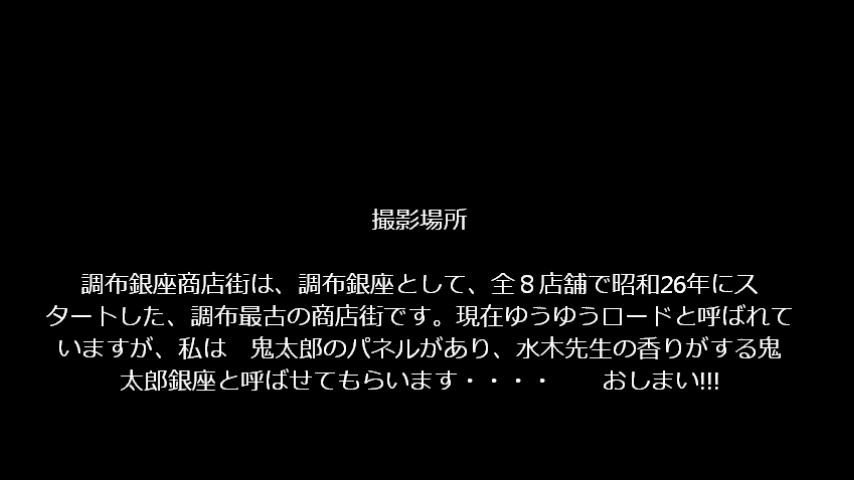 撮影場所
調布銀座商店街は、調布銀座として、全８店舗で昭和26年にス
タートした、調布最古の商店街です。現在ゆうゆうロードと呼ばれて
いますが、私は　鬼太郎のパネルがあり、水木先生の香りがする鬼
太郎銀座と呼ばせてもらいます・・・・　　おしまい!!!